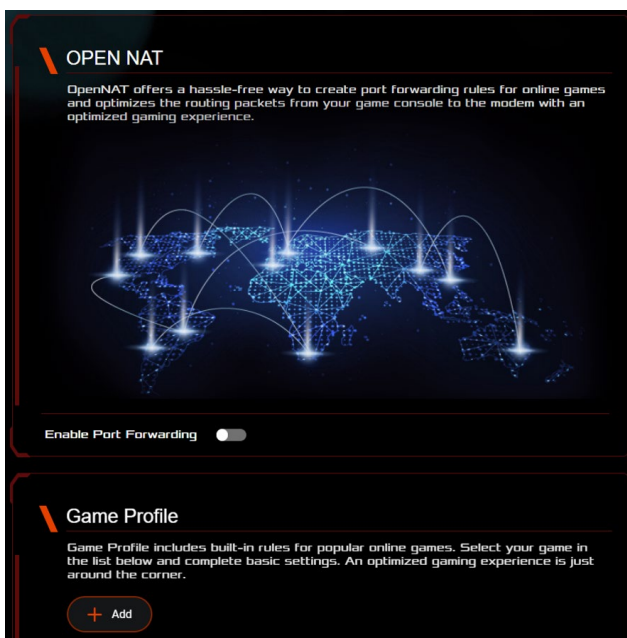 OPEN NAT
OpenNAT offers a hassle-free way to create port forwarding rules for online games
and optimizes the routing packets from your game console to the modem with an
optimized gaming experience.
Enable Port Forwarding
Game Profile
Game Profile includes built-in rules for popular online games. Select your game in
the list below and complete basic settings. An optimized gaming experience is just
around the corner.
+ Add